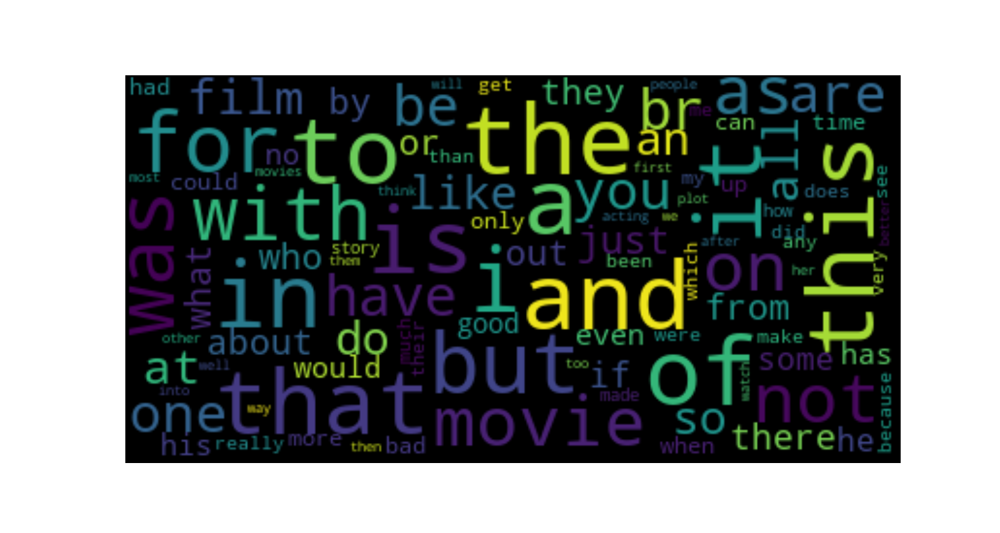 had film by be will get they br people as are
for to or the an me can all time
no than it this
most movies could first my up see
with think like a you plot does
was is only acting we how better
just did
what who story them out been after any very
in have i and which on her
good from
other about do much their but even were of make
at well would too if watch some has
into that made not because
one way movie so there
his really more then bad when he